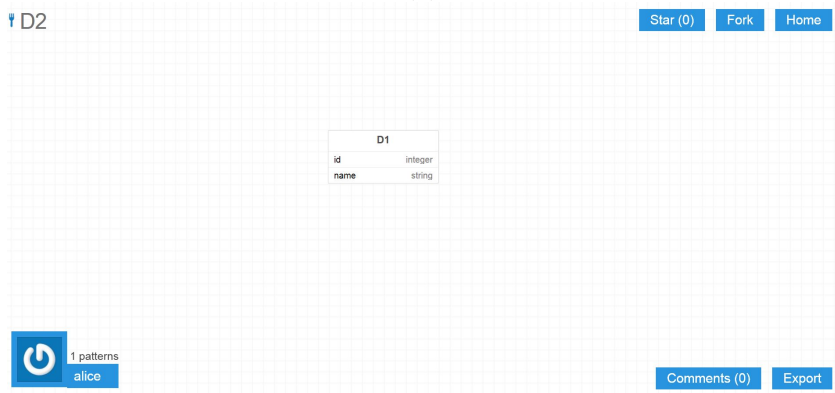 D2
Star (0) Fork Home
D1
id integer
name string
1 patterns
alice
Comments (0) Export